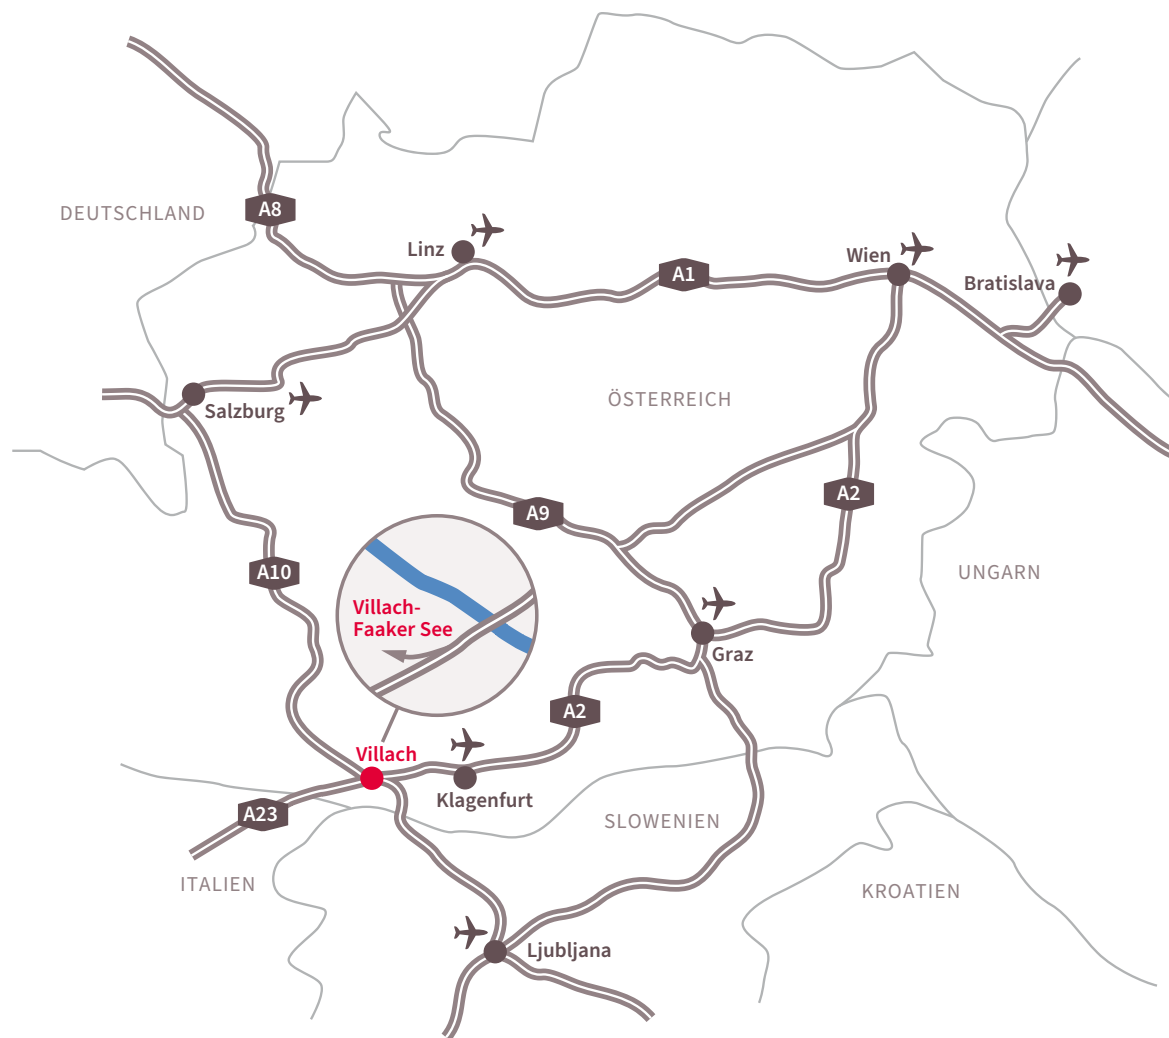 DEUTSCHLAND
A8
Linz
Wien
A1
Bratislava
Salzburg
ÖSTERREICH
A9
A2
A10
UNGARN
Villach-
Faaker See
Graz
A2
Villach
Klagenfurt
A23
SLOWENIEN
ITALIEN
KROATIEN
Ljubljana